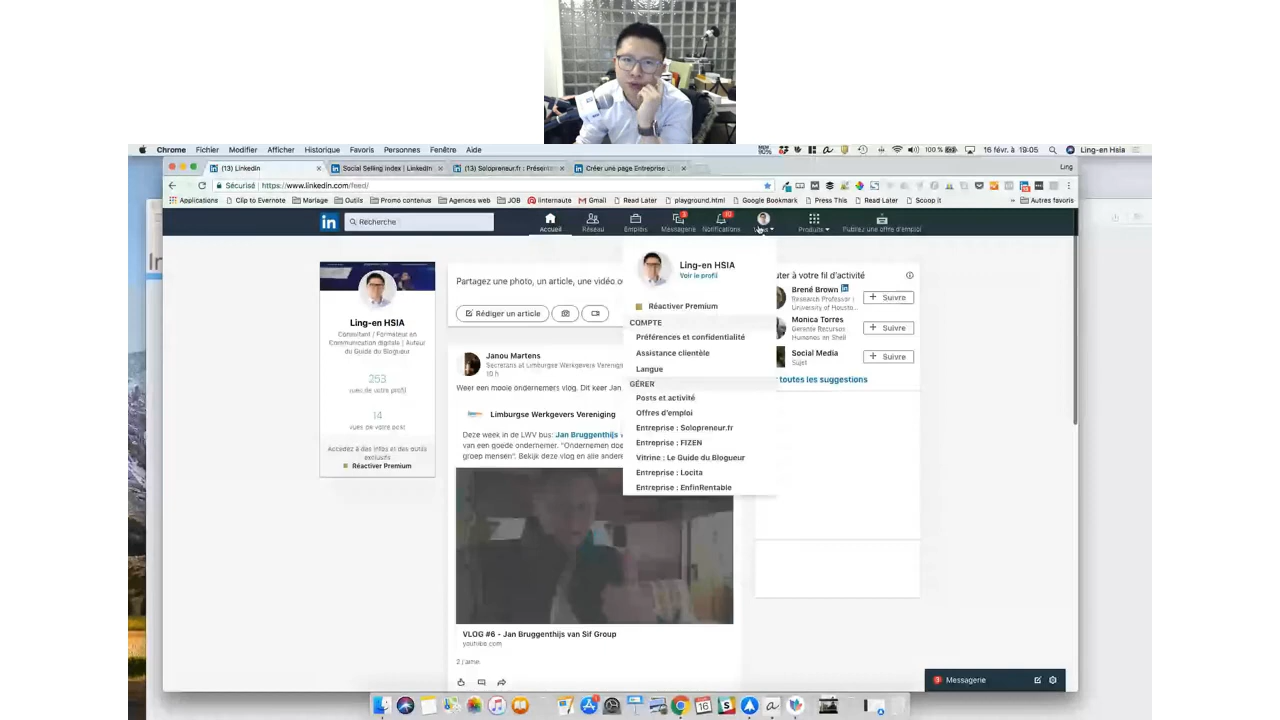 Chrome Fichier Modifier Afficher Historique Favoris Personnes Fenêtre Aide 100 % 16 févr. à 19:05 Ling-en Hsia
(13) LinkedIn Social Selling Index | LinkedIn (13) Solopreneur.fr : Présenta Créer une page Entreprise Ling
Sécurisé https://www.linkedin.com/feed/
Applications Clip to Evernote Mariage Outils Promo contenus Agences web JOB Iinternaute Gmail Read Later playground.html Google Bookmark Press This Read Later Scoop it » Autres favoris
in Recherche
Accueil Réseau Emplois Messagerie Notifications Vous Produits Publiez une offre d'emploi
Ling-en HSIA
Voir le profil
Réactiver Premium
COMPTE
Préférences et confidentialité
Assistance clientèle
Langue
GÉRER
Posts et activité
Offres d'emploi
Entreprise : Solopreneur.fr
Entreprise : FIZEN
Vitrine : Le Guide du Blogueur
Entreprise : Locita
Entreprise : EnfinRentable
Ling-en HSIA
Consultant / Formateur en
Communication digitale | Auteur
du Guide du Blogueur
253
vues de votre profil
14
vues de votre post
Accédez à des infos et des outils
exclusifs
Réactiver Premium
Partagez une photo, un article, une vidéo o
Rédiger un article
Janou Martens
Secretaris at Limburgse Werkgevers Verenigin
10 h
Weer een mooie ondernemers vlog. Dit keer Jan
Limburgse Werkgevers Vereniging
Deze week in de LWV bus: Jan Bruggenthijs v
van een goede ondernemer. "Ondernemen doe
groep mensen". Bekijk deze vlog en alle andere
VLOG #6 - Jan Bruggenthijs van Sif Group
youtube.com
2 J'aime
uter à votre fil d'activité
Brené Brown
Research Professor |
University of Housto...
Suivre
Monica Torres
Gerente Recursos
Humanos en Shell
Suivre
Social Media
Sujet
Suivre
toutes les suggestions
Messagerie